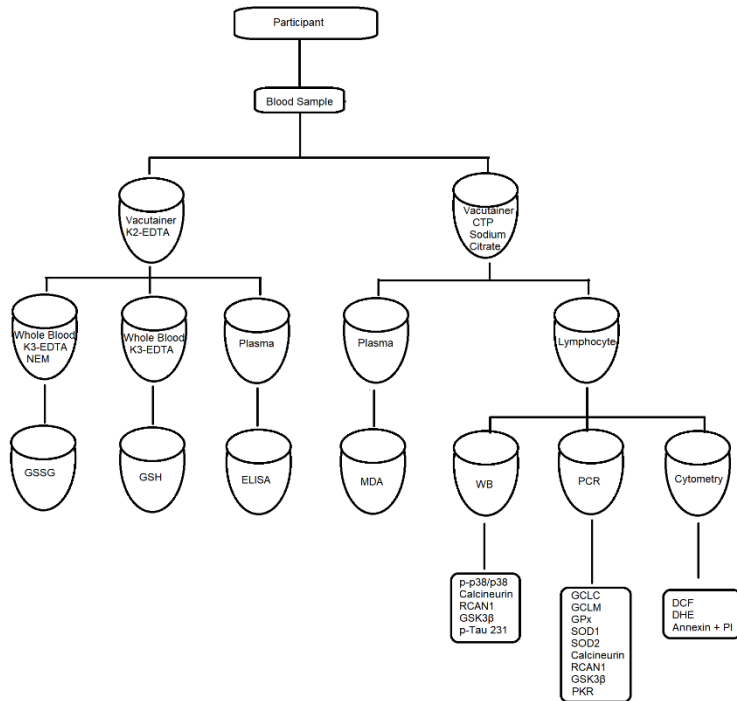 Participant
Blood Sample
Vacutainer
K2-EDTA
Vacutainer
CTP
Sodium
Citrate
Whole Blood
K3-EDTA
NEM
Whole Blood
K3-EDTA
Plasma
Plasma
Lymphocyte
GSSG
GSH
ELISA
MDA
WB
PCR
Cytometry
p-p38/p38
Calcineurin
RCAN1
GSK3β
p-Tau 231
GCLC
GCLM
GPx
SOD1
SOD2
Calcineurin
RCAN1
GSK3β
PKR
DCF
DHE
Annexin + PI